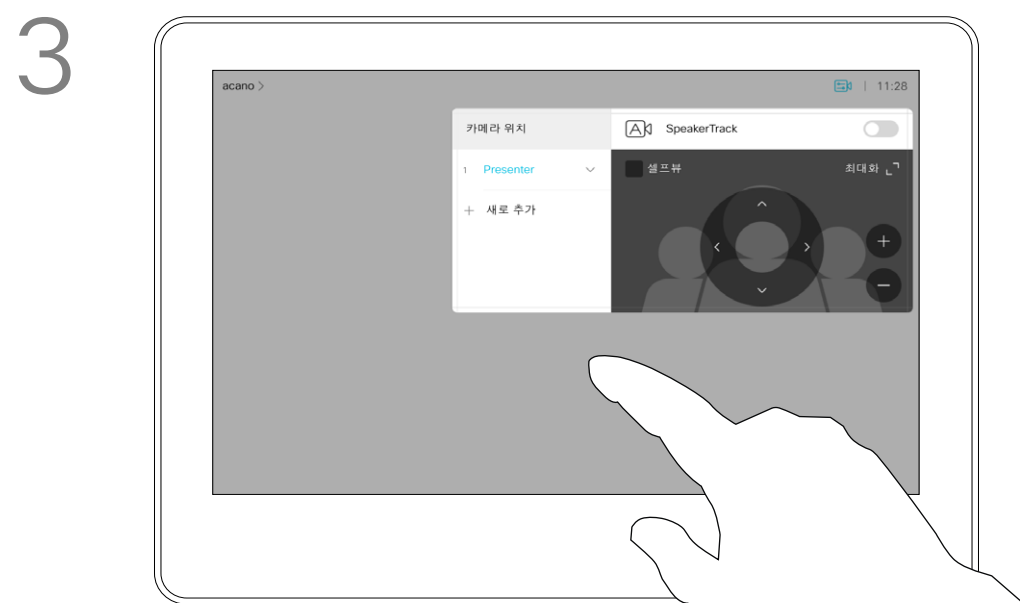 3
acano >
| 11:28
카메라 위치
SpeakerTrack
1 Presenter
셀프뷰
최대화
+ 새로 추가